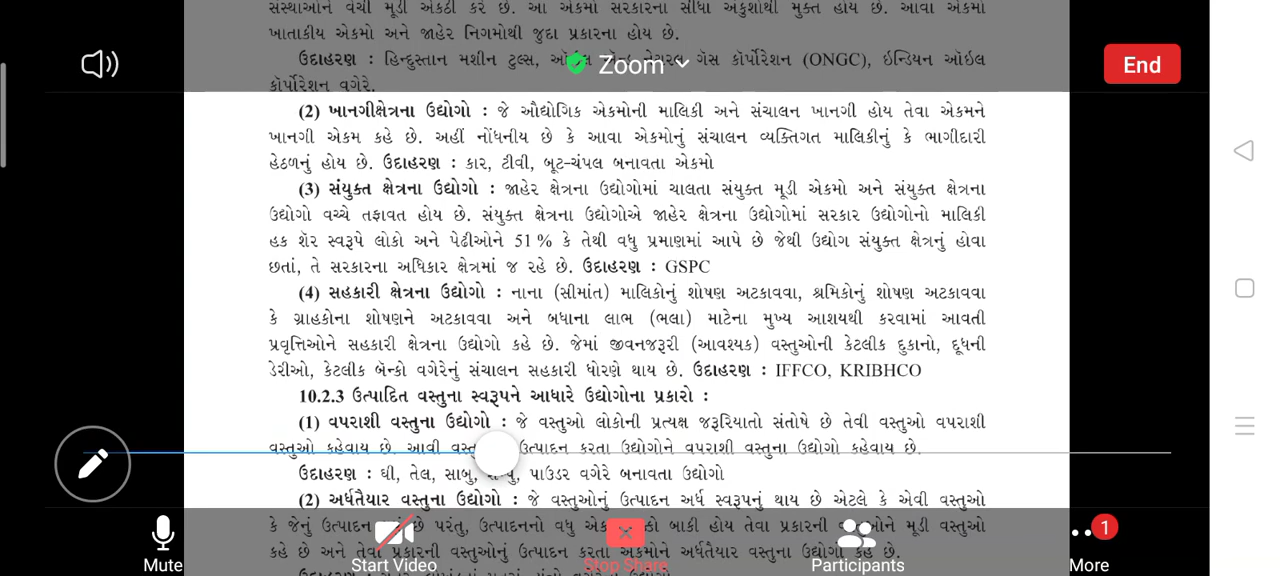 સંસ્થાઓને વેચી મૂડી એકઠી કરે છે. આ એકમો સરકારના સીધા અંકુશોથી મુક્ત હોય છે. આવા એકમો
ખાતાકીય એકમો અને જાહેર નિગમોથી જુદા પ્રકારના હોય છે.
ઉદાહરણ : હિન્દુસ્તાન મશીન ટુલ્સ, ગૅસ કૉર્પોરેશન (ONGC), ઇન્ડિયન ઑઇલ
Zoom
End
કૉર્પોરેશન વગેરે.
(2) ખાનગીક્ષેત્રના ઉદ્યોગો : જે ઔદ્યોગિક એકમોની માલિકી અને સંચાલન ખાનગી હોય તેવા એકમને
ખાનગી એકમ કહે છે. અહીં નોંધનીય છે કે આવા એકમોનું સંચાલન વ્યક્તિગત માલિકીનું કે ભાગીદારી
હેઠળનું હોય છે. ઉદાહરણ : કાર, ટીવી, બૂટ-ચંપલ બનાવતા એકમો
(3) સંયુક્ત ક્ષેત્રના ઉદ્યોગો : જાહેર ક્ષેત્રના ઉદ્યોગોમાં ચાલતા સંયુક્ત મૂડી એકમો અને સંયુક્ત ક્ષેત્રના
ઉદ્યોગો વચ્ચે તફાવત હોય છે. સંયુક્ત ક્ષેત્રના ઉદ્યોગોએ જાહેર ક્ષેત્રના ઉદ્યોગોમાં સરકાર ઉદ્યોગોનો માલિકી
હક શૅર સ્વરૂપે લોકો અને પેઢીઓને 51 % કે તેથી વધુ પ્રમાણમાં આપે છે જેથી ઉદ્યોગ સંયુક્ત ક્ષેત્રનું હોવા
છતાં, તે સરકારના અધિકાર ક્ષેત્રમાં જ રહે છે. ઉદાહરણ : GSPC
(4) સહકારી ક્ષેત્રના ઉદ્યોગો : નાના (સીમાંત) માલિકોનું શોષણ અટકાવવા, શ્રમિકોનું શોષણ અટકાવવા
કે ગ્રાહકોના શોષણને અટકાવવા અને બધાના લાભ (ભલા) માટેના મુખ્ય આશયથી કરવામાં આવતી
પ્રવૃત્તિઓને સહકારી ક્ષેત્રના ઉદ્યોગો કહે છે. જેમાં જીવનજરૂરી (આવશ્યક) વસ્તુઓની કેટલીક દુકાનો, દૂધની
ડેરીઓ, કેટલીક બૅન્કો વગેરેનું સંચાલન સહકારી ધોરણે થાય છે. ઉદાહરણ : IFFCO, KRIBHCO
10.2.3 ઉત્પાદિત વસ્તુના સ્વરૂપને આધારે ઉદ્યોગોના પ્રકારો :
(1) વપરાશી વસ્તુના ઉદ્યોગો : જે વસ્તુઓ લોકોની પ્રત્યક્ષ જરૂરિયાતો સંતોષે છે તેવી વસ્તુઓ વપરાશી
વસ્તુઓ કહેવાય છે. આવી ઉત્પાદન કરતા ઉદ્યોગોને વપરાશી વસ્તુના ઉદ્યોગો કહેવાય છે.
ઉદાહરણ : ઘી, તેલ, સાબુ, પાઉડર વગેરે બનાવતા ઉદ્યોગો
(2) અર્ધતૈયાર વસ્તુના ઉદ્યોગો : જે વસ્તુઓનું ઉત્પાદન અર્ધ સ્વરૂપનું થાય છે એટલે કે એવી વસ્તુઓ
કે જેનું ઉત્પાદન છે પરંતુ, ઉત્પાદનનો વધુ એક બાકી હોય તેવા પ્રકારની મૂડી વસ્તુઓ
કહે છે અને તેવા પ્રકારની વસ્તુઓનું ઉત્પાદન કરતા એકમોને અર્ધતૈયાર વસ્તુના ઉદ્યોગો કહે છે.
1
Mute
Start Video
Stop Share
Participants
More